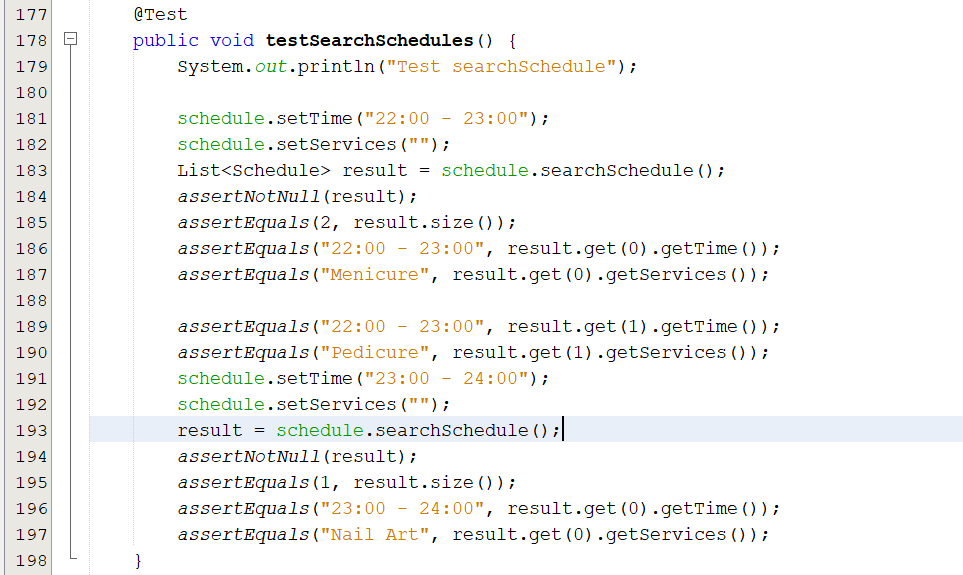 177 @Test
178 public void testSearchSchedules() {
179 System.out.println("Test searchSchedule");
180
181 schedule.setTime("22:00 - 23:00");
182 schedule.setServices("");
183 List<Schedule> result = schedule.searchSchedule();
184 assertNotNull(result);
185 assertEquals(2, result.size());
186 assertEquals("22:00 - 23:00", result.get(0).getTime());
187 assertEquals("Menicure", result.get(0).getServices());
188
189 assertEquals("22:00 - 23:00", result.get(1).getTime());
190 assertEquals("Pedicure", result.get(1).getServices());
191 schedule.setTime("23:00 - 24:00");
192 schedule.setServices("");
193 result = schedule.searchSchedule();
194 assertNotNull(result);
195 assertEquals(1, result.size());
196 assertEquals("23:00 - 24:00", result.get(0).getTime());
197 assertEquals("Nail Art", result.get(0).getServices());
198 }